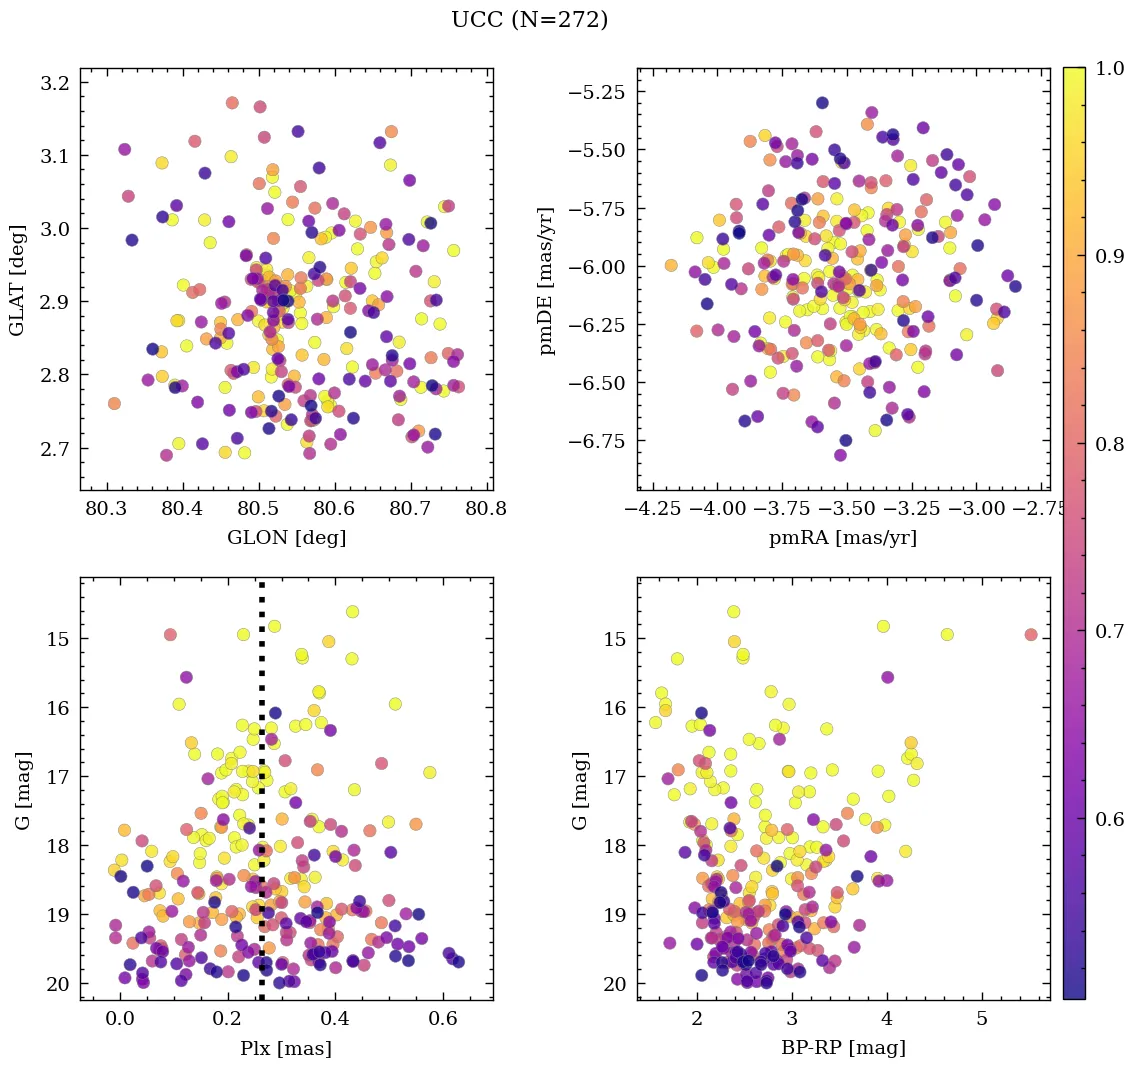 UCC (N=272)
3.2
3.1
3.0
2.9
2.8
2.7
GLAT [deg]
80.3 80.4 80.5 80.6 80.7 80.8
GLON [deg]
−5.25
−5.50
−5.75
−6.00
−6.25
−6.50
−6.75
pmDE [mas/yr]
−4.25 −4.00 −3.75 −3.50 −3.25 −3.00 −2.75
pmRA [mas/yr]
1.0
0.9
0.8
0.7
0.6
15
16
17
18
19
20
G [mag]
0.0 0.2 0.4 0.6
Plx [mas]
15
16
17
18
19
20
G [mag]
2 3 4 5
BP-RP [mag]